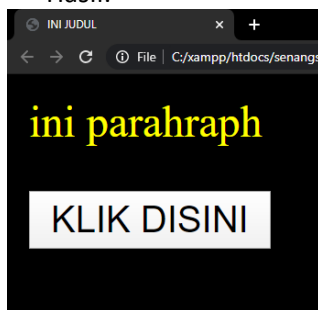 INI JUDUL
File C:/xampp/htdocs/senangs
ini parahraph
KLIK DISINI